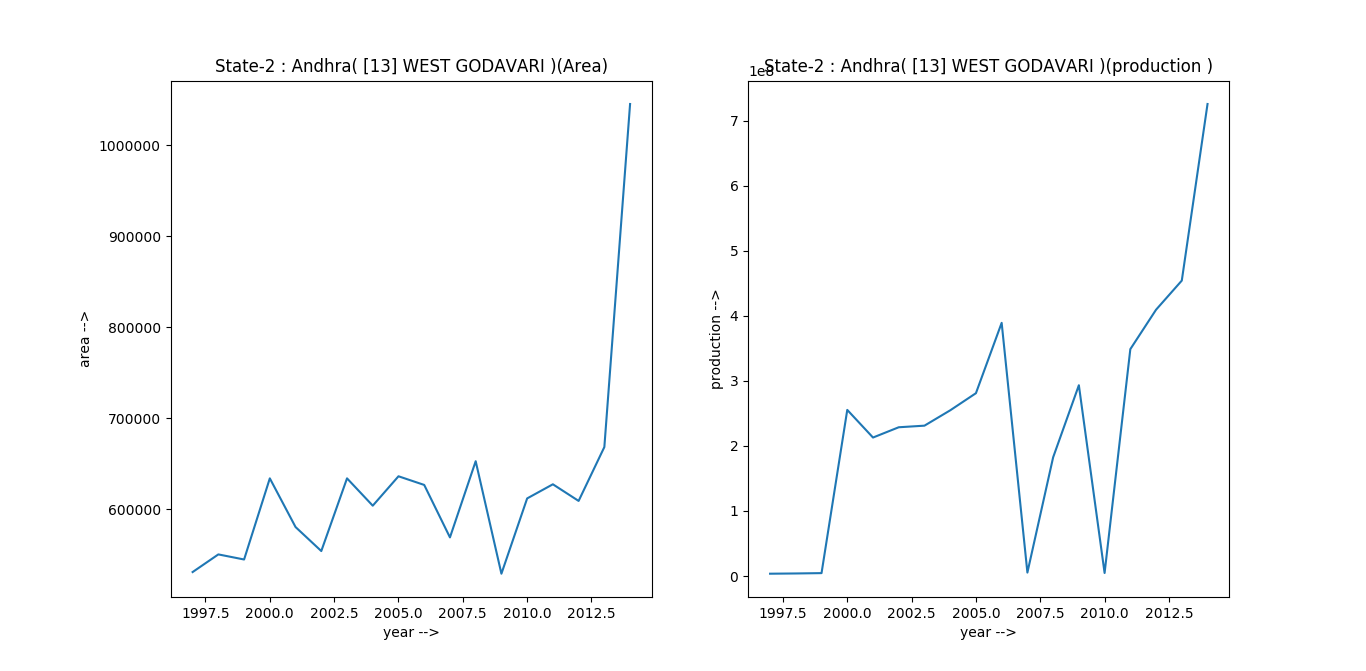 State-2 : Andhra( [13] WEST GODAVARI )(Area)
1000000
900000
800000
700000
600000
area -->
1997.5 2000.0 2002.5 2005.0 2007.5 2010.0 2012.5
year -->
State-2 : Andhra( [13] WEST GODAVARI )(production )
1e8
7
6
5
4
3
2
1
0
production -->
1997.5 2000.0 2002.5 2005.0 2007.5 2010.0 2012.5
year -->